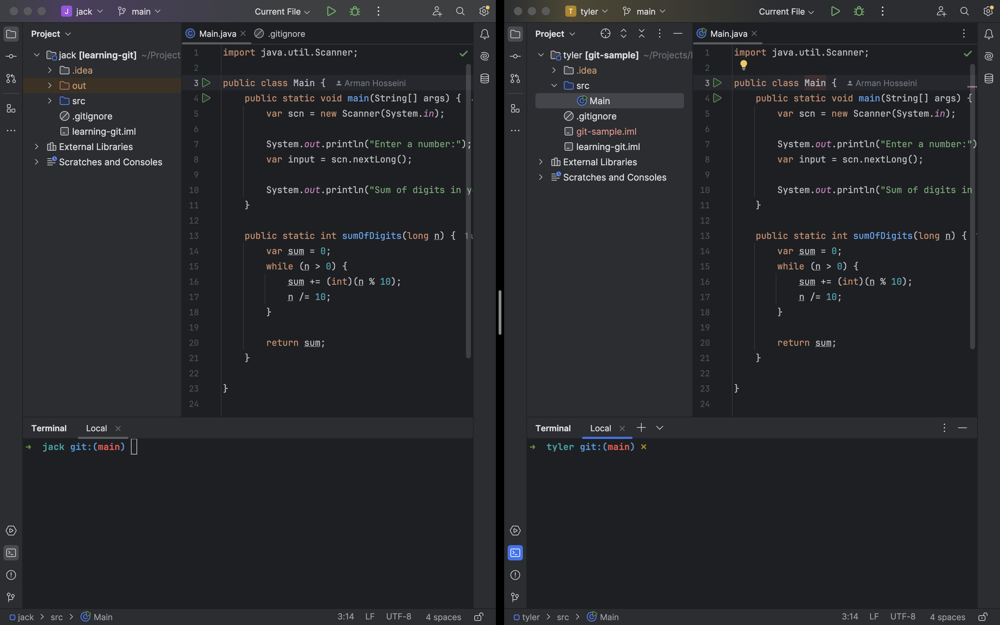 J jack main Current File
Project
Main.java .gitignore
jack [learning-git] ~/Project
.idea
out
src
.gitignore
learning-git.iml
External Libraries
Scratches and Consoles
1 import java.util.Scanner;
2
3 public class Main { Arman Hosseini
4 public static void main(String[] args) {
5 var scn = new Scanner(System.in);
6
7 System.out.println("Enter a number:");
8 var input = scn.nextLong();
9
10 System.out.println("Sum of digits in y
11 }
12
13 public static int sumOfDigits(long n) { 1 u
14 var sum = 0;
15 while (n > 0) {
16 sum += (int)(n % 10);
17 n /= 10;
18 }
19
20 return sum;
21 }
22
23 }
24
Terminal Local
➜ jack git:(main)
jack > src > Main 3:14 LF UTF-8 4 spaces
T tyler main Current File
Project
Main.java
tyler [git-sample] ~/Projects/
.idea
src
Main
.gitignore
git-sample.iml
learning-git.iml
External Libraries
Scratches and Consoles
1 import java.util.Scanner;
2
3 public class Main { Arman Hosseini
4 public static void main(String[] args) {
5 var scn = new Scanner(System.in);
6
7 System.out.println("Enter a number:")
8 var input = scn.nextLong();
9
10 System.out.println("Sum of digits in
11 }
12
13 public static int sumOfDigits(long n) {
14 var sum = 0;
15 while (n > 0) {
16 sum += (int)(n % 10);
17 n /= 10;
18 }
19
20 return sum;
21 }
22
23 }
24
Terminal Local
➜ tyler git:(main) ✗
tyler > src > Main 3:14 LF UTF-8 4 spaces